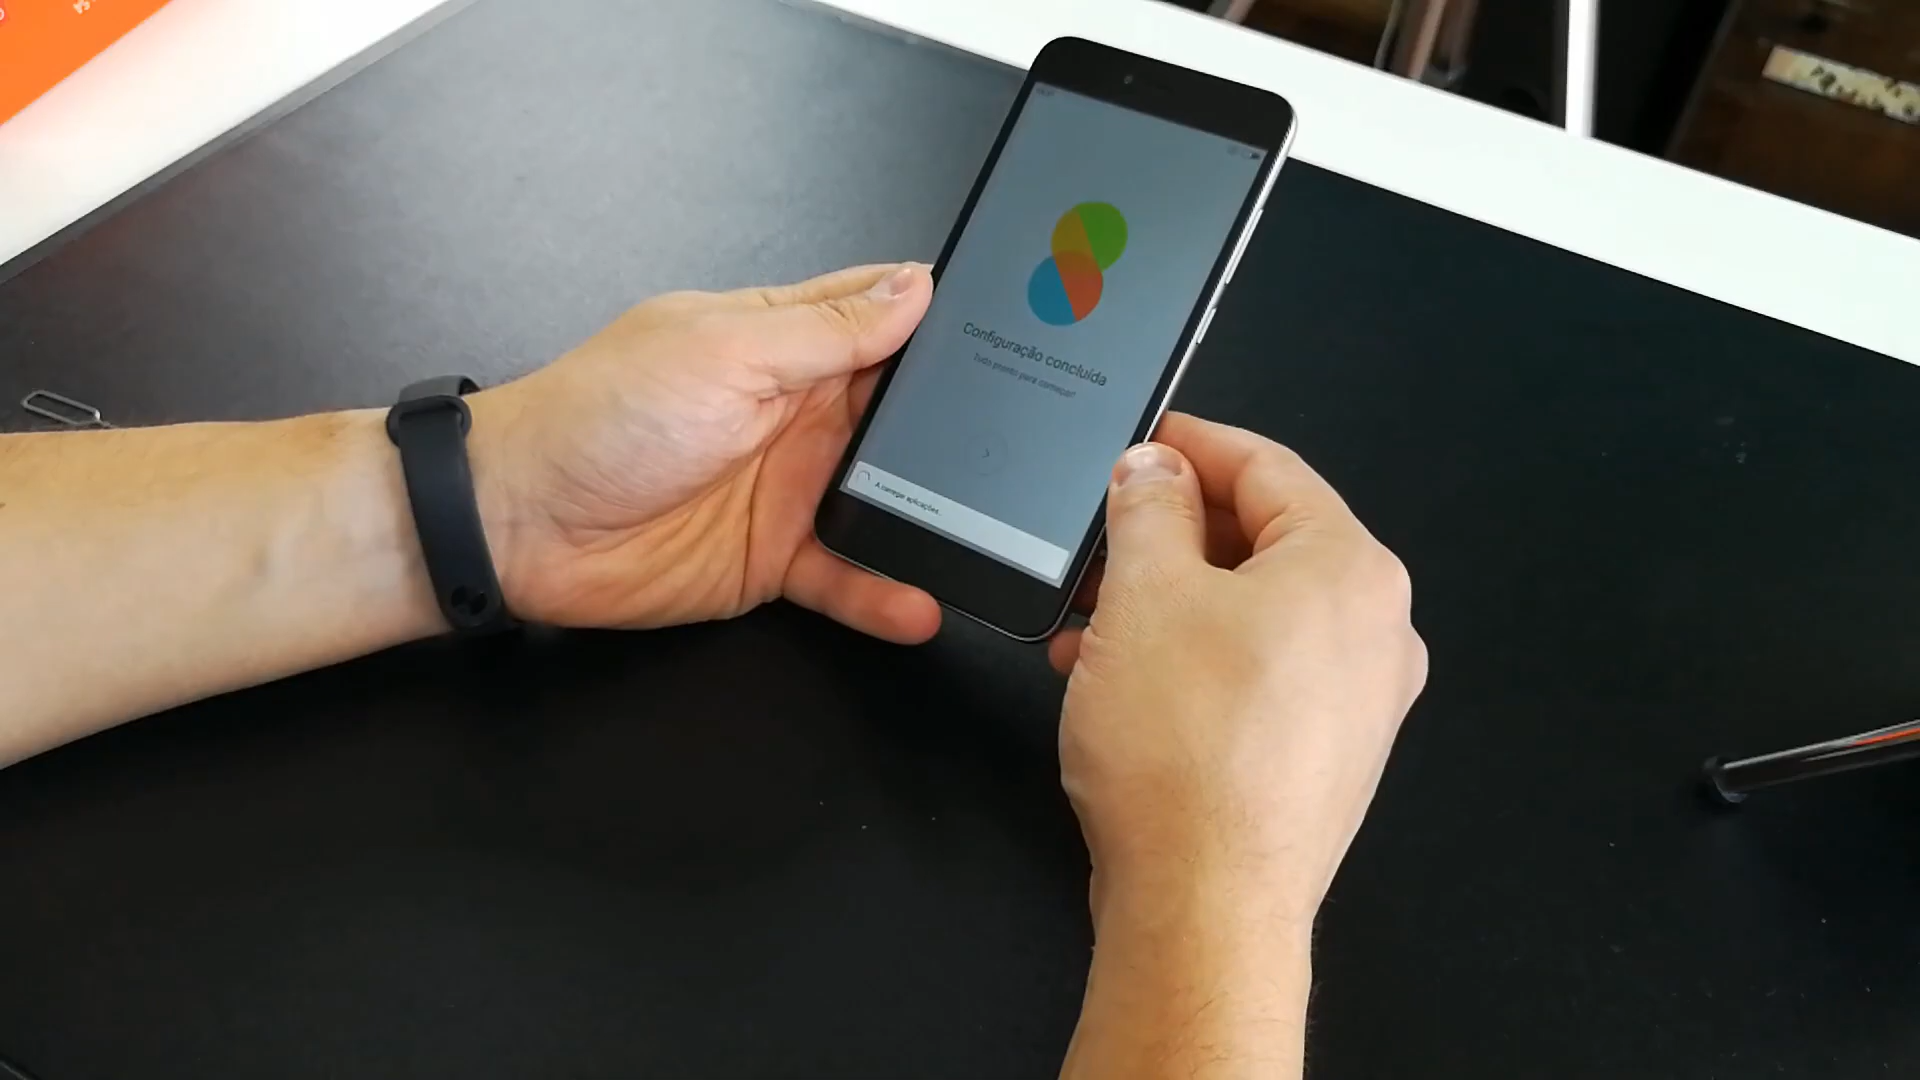 Configuração concluída
Tudo pronto para começar!
A carregar aplicações...